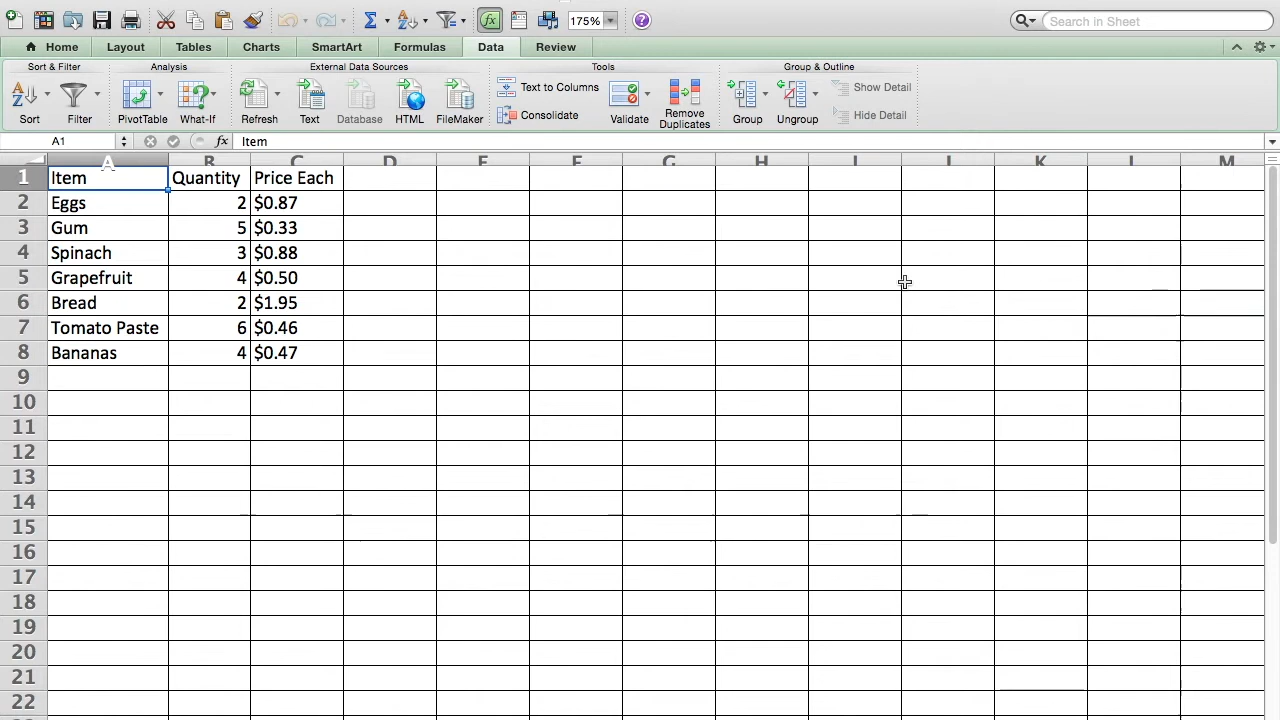 175%
Search in Sheet
Home Layout Tables Charts SmartArt Formulas Data Review
Sort & Filter Analysis External Data Sources Tools Group & Outline
Sort Filter PivotTable What-If Refresh Text Database HTML FileMaker Text to Columns Consolidate Validate Remove Duplicates Group Ungroup Show Detail Hide Detail
A1 fx Item
A B C D E F G H I J K L M
1 Item Quantity Price Each
2 Eggs 2 $0.87
3 Gum 5 $0.33
4 Spinach 3 $0.88
5 Grapefruit 4 $0.50
6 Bread 2 $1.95
7 Tomato Paste 6 $0.46
8 Bananas 4 $0.47
9
10
11
12
13
14
15
16
17
18
19
20
21
22